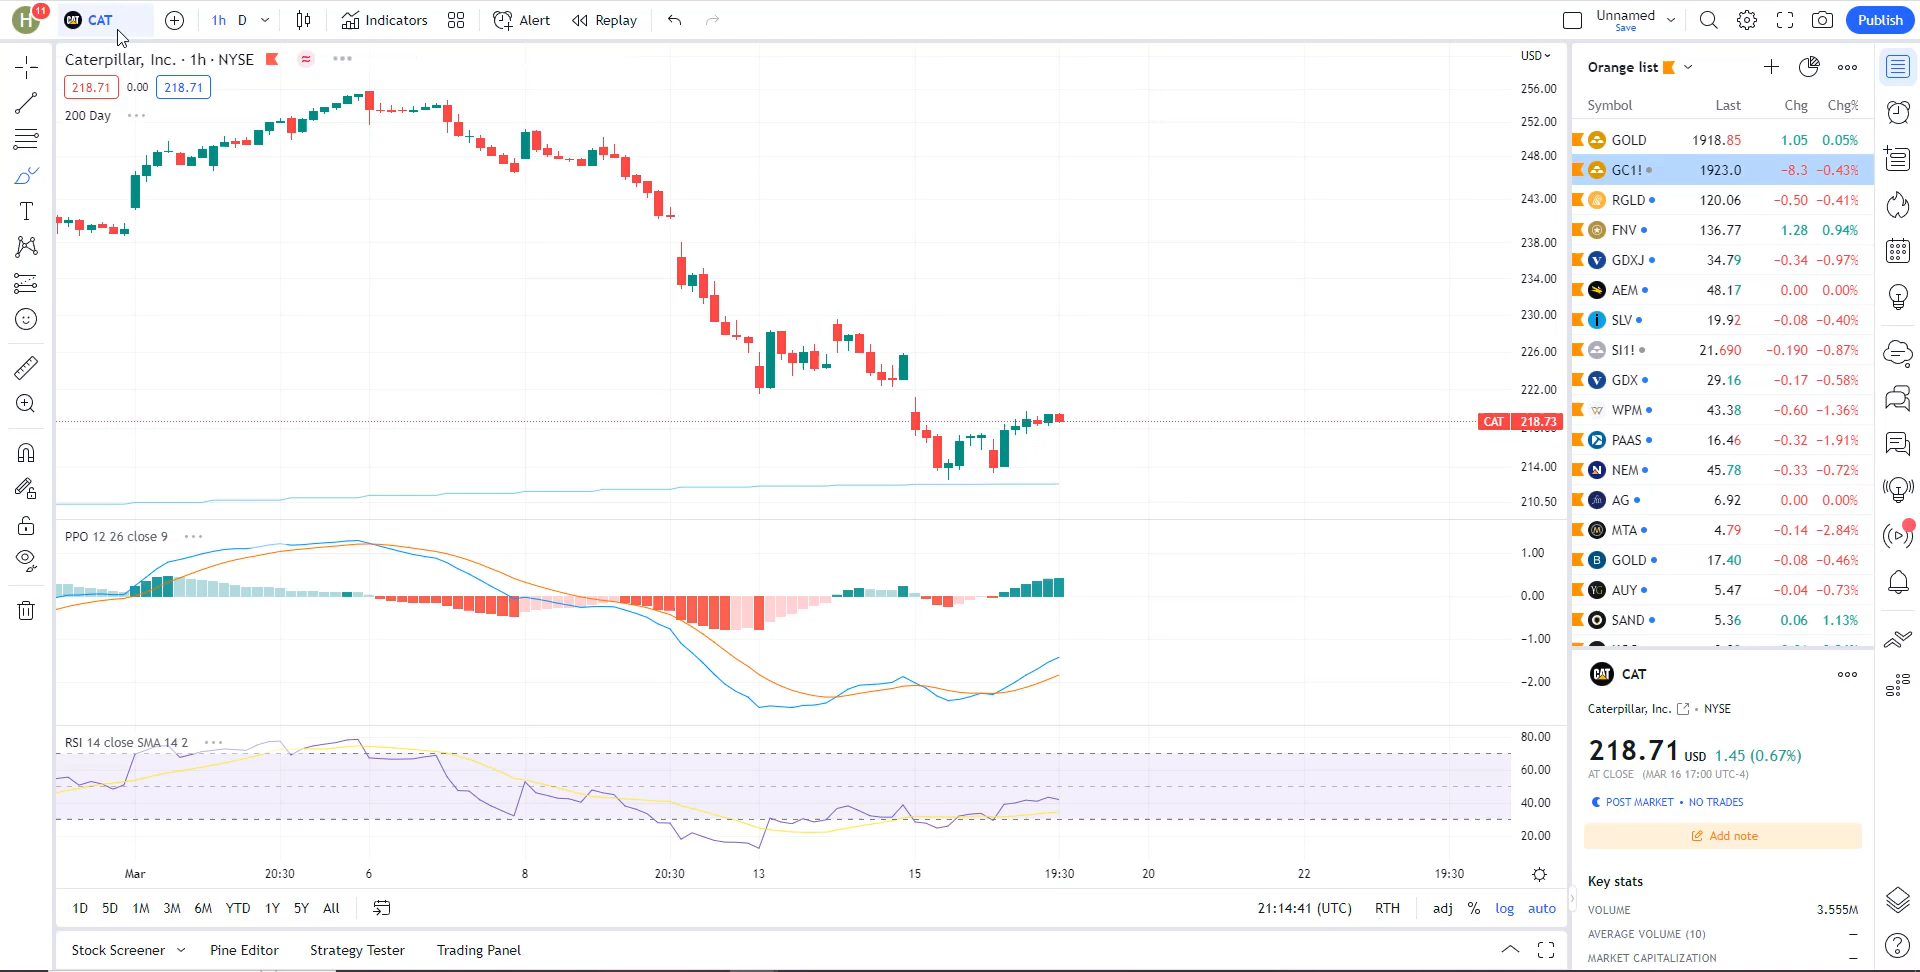 H 11 CAT 1h D Indicators Alert Replay Unnamed Save Publish
Caterpillar, Inc. · 1h · NYSE
218.71 0.00 218.71
200 Day
USD
256.00
252.00
248.00
243.00
238.00
234.00
230.00
226.00
222.00
CAT 218.73
214.00
210.50
PPO 12 26 close 9
1.00
0.00
−1.00
−2.00
RSI 14 close SMA 14 2
80.00
60.00
40.00
20.00
Mar 20:30 6 8 20:30 13 15 19:30 20 22 19:30
1D 5D 1M 3M 6M YTD 1Y 5Y All 21:14:41 (UTC) RTH adj % log auto
Stock Screener Pine Editor Strategy Tester Trading Panel
Orange list
Symbol Last Chg Chg%
GOLD 1918.85 1.05 0.05%
GC1! 1923.0 −8.3 −0.43%
RGLD 120.06 −0.50 −0.41%
FNV 136.77 1.28 0.94%
GDXJ 34.79 −0.34 −0.97%
AEM 48.17 0.00 0.00%
SLV 19.92 −0.08 −0.40%
SI1! 21.690 −0.190 −0.87%
GDX 29.16 −0.17 −0.58%
WPM 43.38 −0.60 −1.36%
PAAS 16.46 −0.32 −1.91%
NEM 45.78 −0.33 −0.72%
AG 6.92 0.00 0.00%
MTA 4.79 −0.14 −2.84%
GOLD 17.40 −0.08 −0.46%
AUY 5.47 −0.04 −0.73%
SAND 5.36 0.06 1.13%
CAT CAT
Caterpillar, Inc. • NYSE
218.71 USD 1.45 (0.67%)
AT CLOSE (MAR 16 17:00 UTC-4)
POST MARKET • NO TRADES
Add note
Key stats
VOLUME 3.555M
AVERAGE VOLUME (10) —
MARKET CAPITALIZATION —